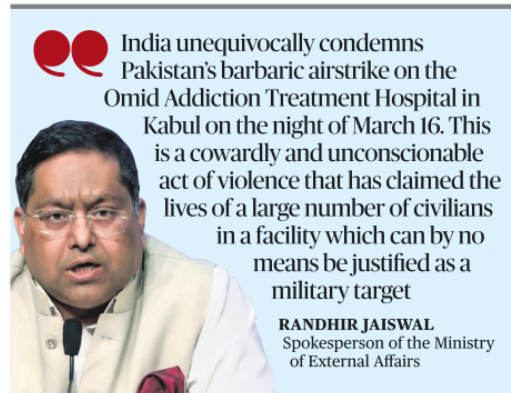 India unequivocally condemns
Pakistan's barbaric airstrike on the
Omid Addiction Treatment Hospital in
Kabul on the night of March 16. This
is a cowardly and unconscionable
act of violence that has claimed the
lives of a large number of civilians
in a facility which can by no
means be justified as a
military target
RANDHIR JAISWAL
Spokesperson of the Ministry
of External Affairs